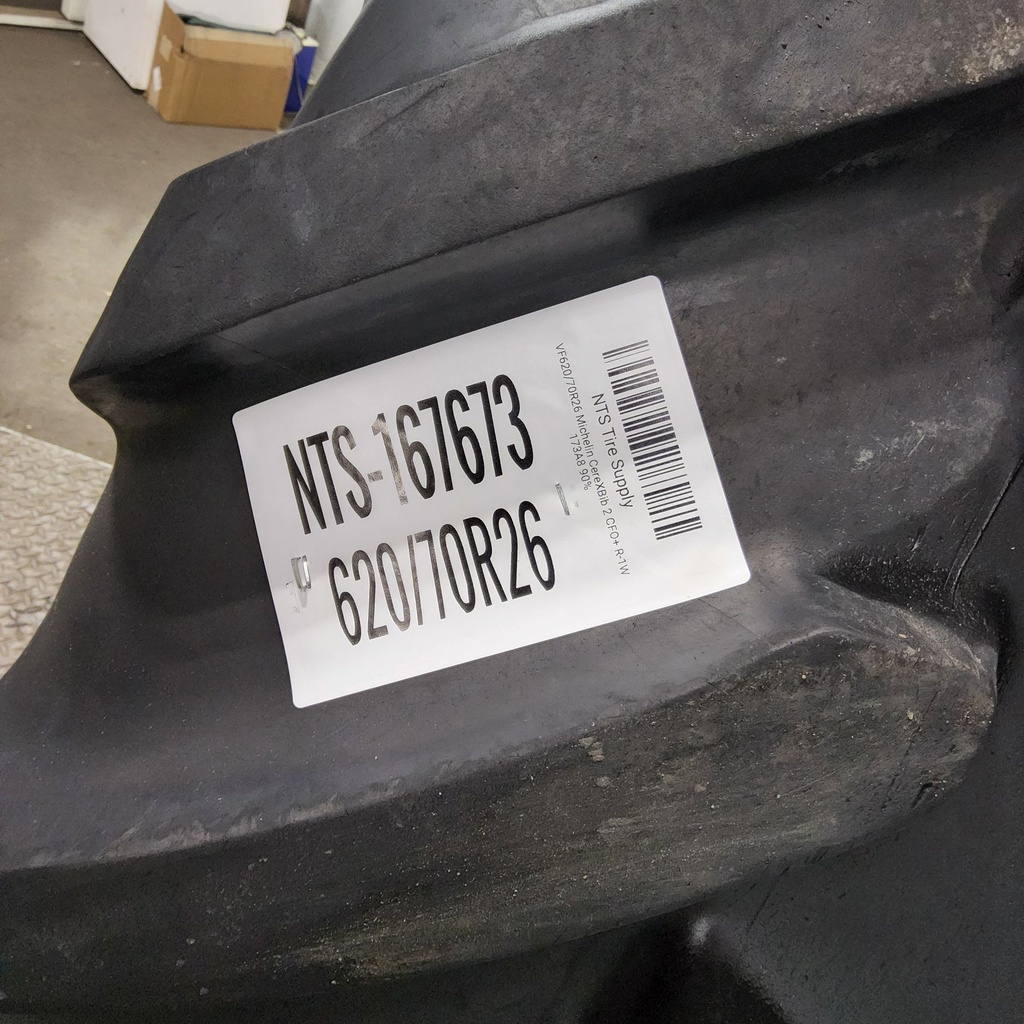 NTS-167673
620/70R26
NTS Tire Supply
VF620/70R26 Michelin CereXBib 2 CFO+ R-1W
173A8 90%